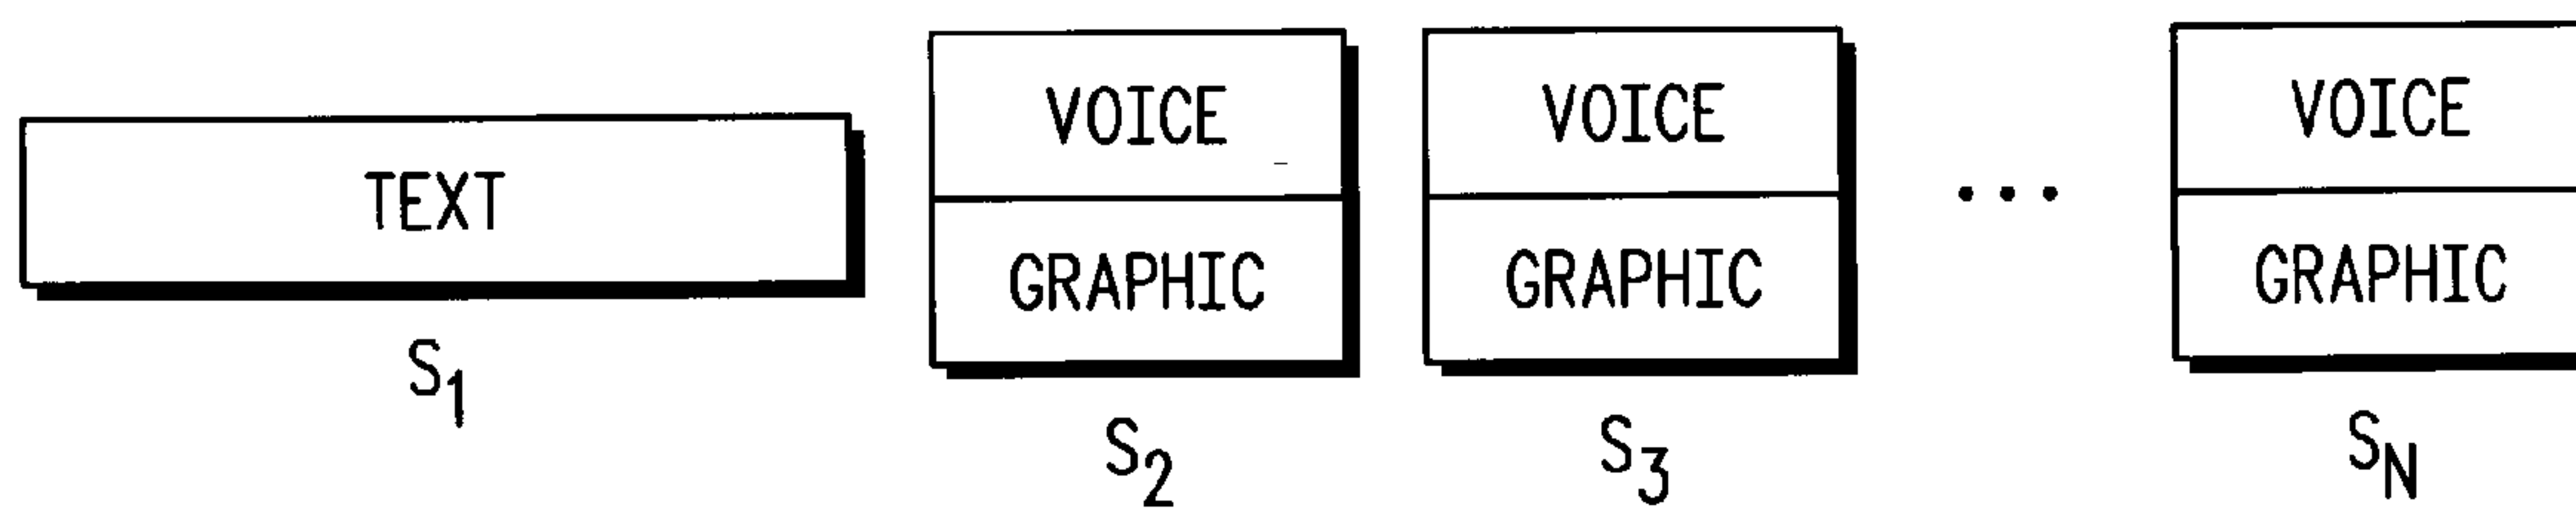 TEXT
S1
VOICE
GRAPHIC
S2
VOICE
GRAPHIC
S3
...
VOICE
GRAPHIC
SN